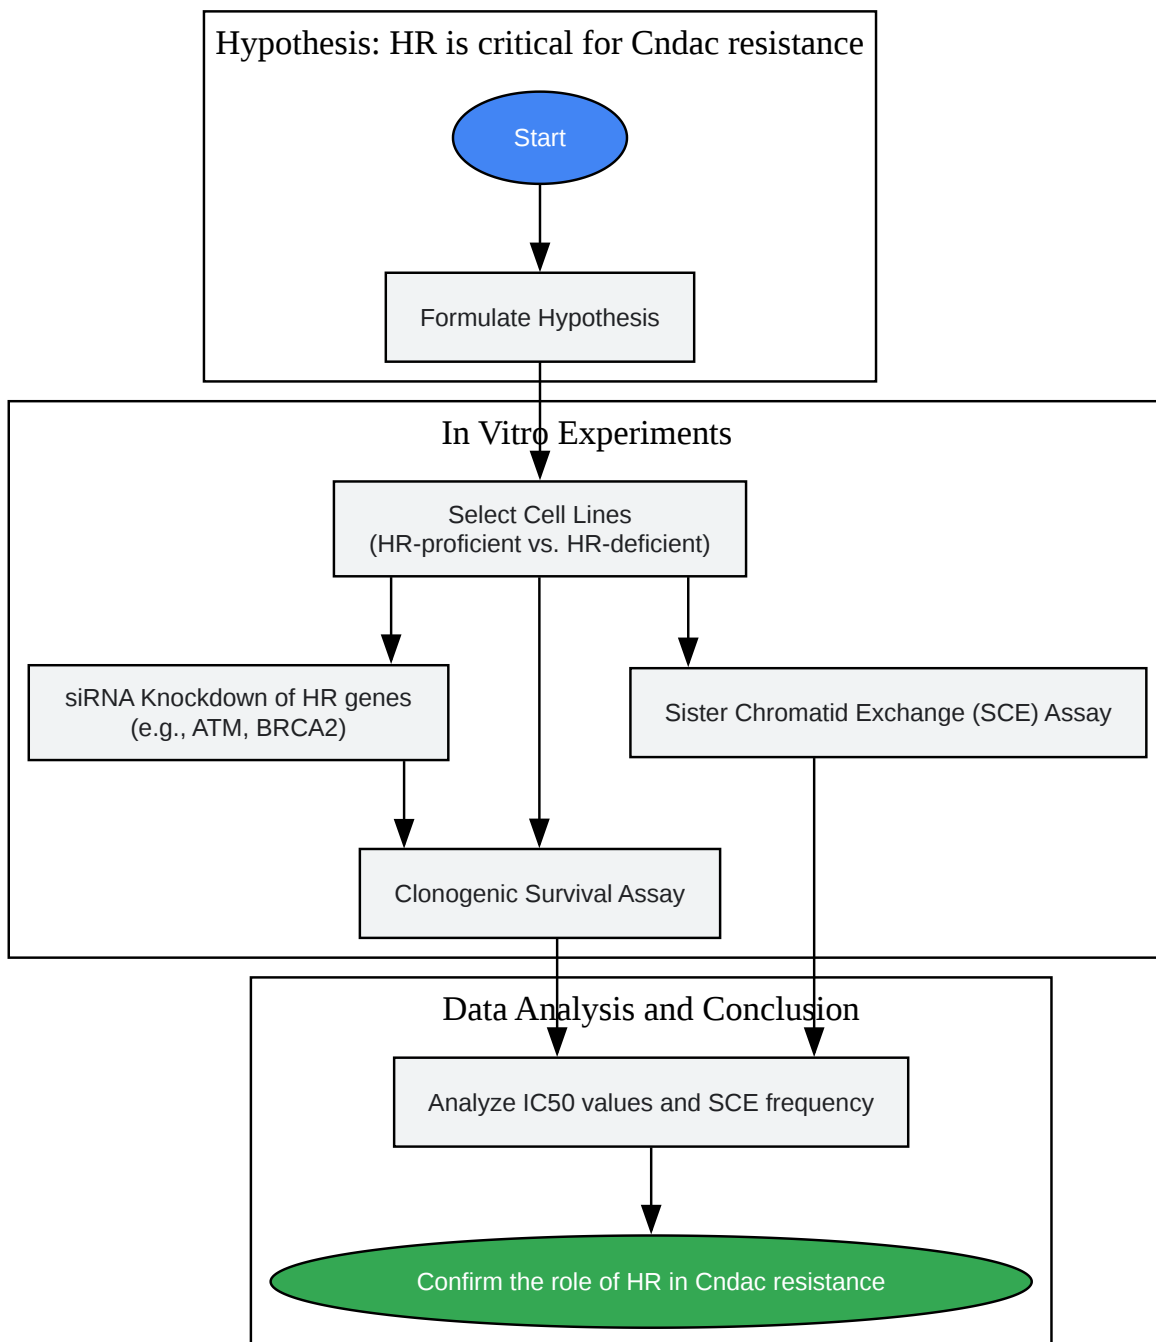 Hypothesis: HR is critical for Cndac resistance
Start
Formulate Hypothesis
In Vitro Experiments
Select Cell Lines
(HR-proficient vs. HR-deficient)
siRNA Knockdown of HR genes
(e.g., ATM, BRCA2)
Sister Chromatid Exchange (SCE) Assay
Clonogenic Survival Assay
Data Analysis and Conclusion
Analyze IC50 values and SCE frequency
Confirm the role of HR in Cndac resistance